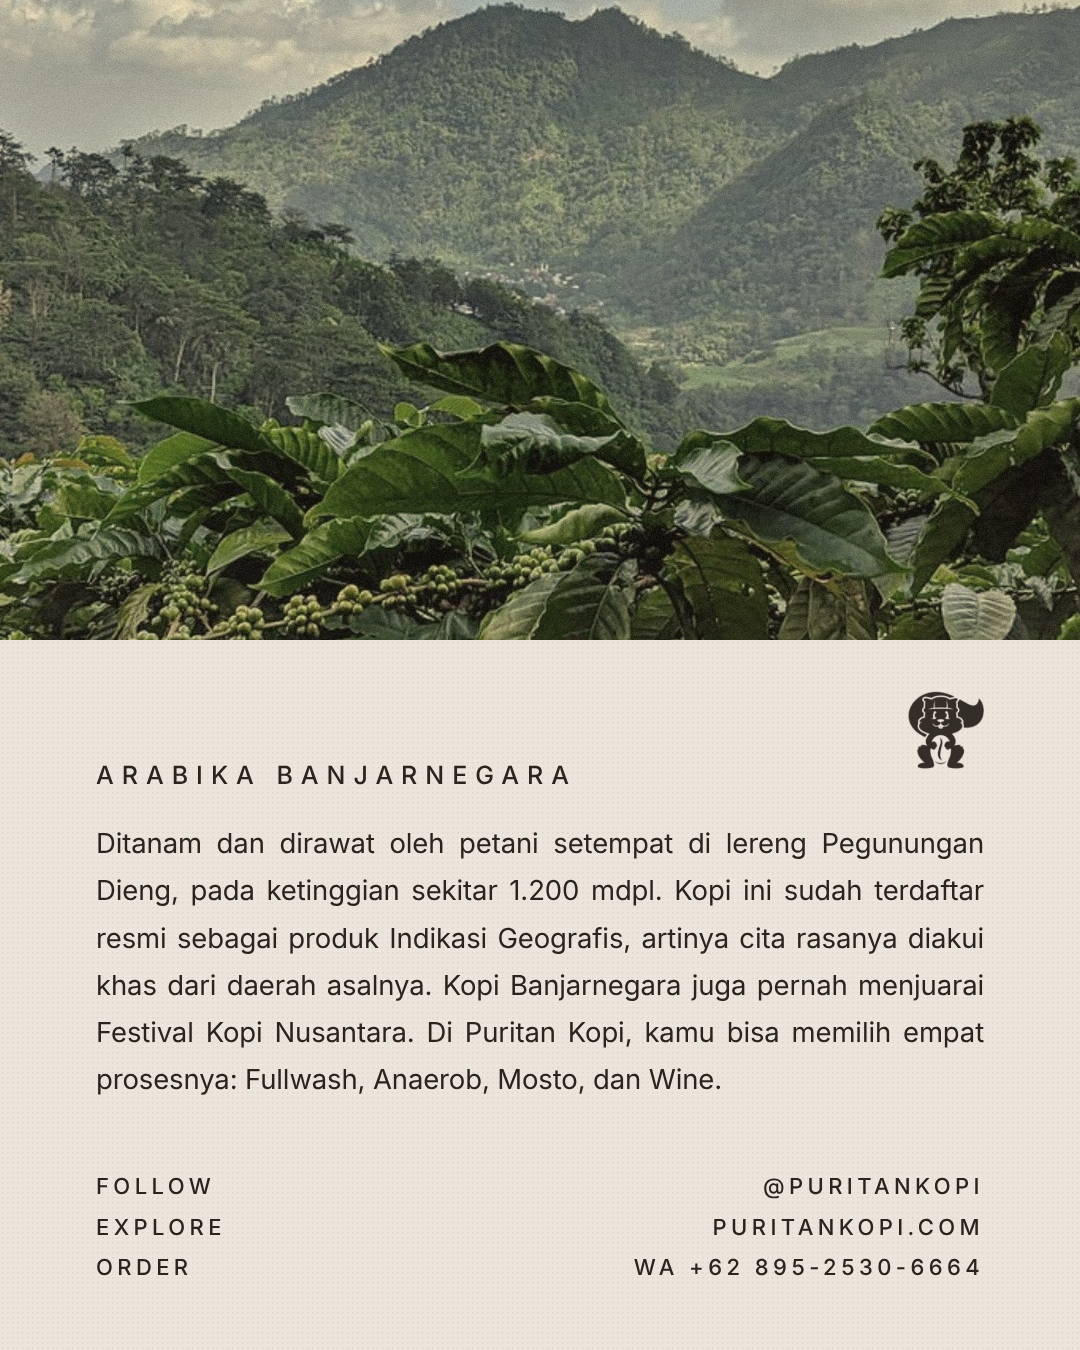 ARABIKA BANJARNEGARA
Ditanam dan dirawat oleh petani setempat di lereng Pegunungan
Dieng, pada ketinggian sekitar 1.200 mdpl. Kopi ini sudah terdaftar
resmi sebagai produk Indikasi Geografis, artinya cita rasanya diakui
khas dari daerah asalnya. Kopi Banjarnegara juga pernah menjuarai
Festival Kopi Nusantara. Di Puritan Kopi, kamu bisa memilih empat
prosesnya: Fullwash, Anaerob, Mosto, dan Wine.
FOLLOW @PURITANKOPI
EXPLORE PURITANKOPI.COM
ORDER WA +62 895-2530-6664